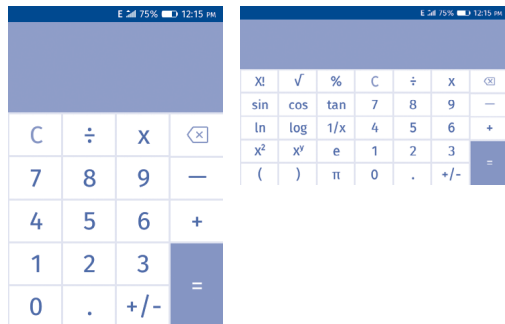 E 75% 12:15 PM
C ÷ x
7 8 9 —
4 5 6 +
1 2 3
0 . +/- =
E 75% 12:15 PM
X! √ % C ÷ x
sin cos tan 7 8 9 —
ln log 1/x 4 5 6 +
x² xʸ e 1 2 3
( ) π 0 . +/- =